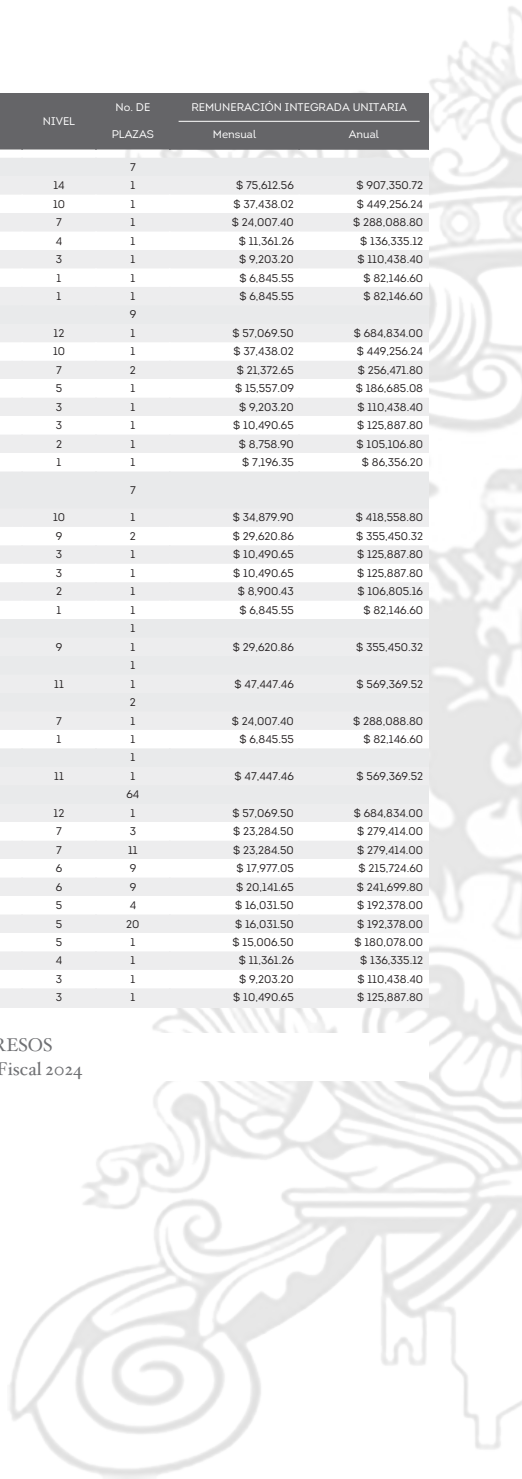 NIVEL No. DE PLAZAS REMUNERACIÓN INTEGRADA UNITARIA
Mensual Anual
7
14 1 $ 75,612.56 $ 907,350.72
10 1 $ 37,438.02 $ 449,256.24
7 1 $ 24,007.40 $ 288,088.80
4 1 $ 11,361.26 $ 136,335.12
3 1 $ 9,203.20 $ 110,438.40
1 1 $ 6,845.55 $ 82,146.60
1 1 $ 6,845.55 $ 82,146.60
9
12 1 $ 57,069.50 $ 684,834.00
10 1 $ 37,438.02 $ 449,256.24
7 2 $ 21,372.65 $ 256,471.80
5 1 $ 15,557.09 $ 186,685.08
3 1 $ 9,203.20 $ 110,438.40
3 1 $ 10,490.65 $ 125,887.80
2 1 $ 8,758.90 $ 105,106.80
1 1 $ 7,196.35 $ 86,356.20
7
10 1 $ 34,879.90 $ 418,558.80
9 2 $ 29,620.86 $ 355,450.32
3 1 $ 10,490.65 $ 125,887.80
3 1 $ 10,490.65 $ 125,887.80
2 1 $ 8,900.43 $ 106,805.16
1 1 $ 6,845.55 $ 82,146.60
1
9 1 $ 29,620.86 $ 355,450.32
1
11 1 $ 47,447.46 $ 569,369.52
2
7 1 $ 24,007.40 $ 288,088.80
1 1 $ 6,845.55 $ 82,146.60
1
11 1 $ 47,447.46 $ 569,369.52
64
12 1 $ 57,069.50 $ 684,834.00
7 3 $ 23,284.50 $ 279,414.00
7 11 $ 23,284.50 $ 279,414.00
6 9 $ 17,977.05 $ 215,724.60
6 9 $ 20,141.65 $ 241,699.80
5 4 $ 16,031.50 $ 192,378.00
5 20 $ 16,031.50 $ 192,378.00
5 1 $ 15,006.50 $ 180,078.00
4 1 $ 11,361.26 $ 136,335.12
3 1 $ 9,203.20 $ 110,438.40
3 1 $ 10,490.65 $ 125,887.80
RESOS
Fiscal 2024